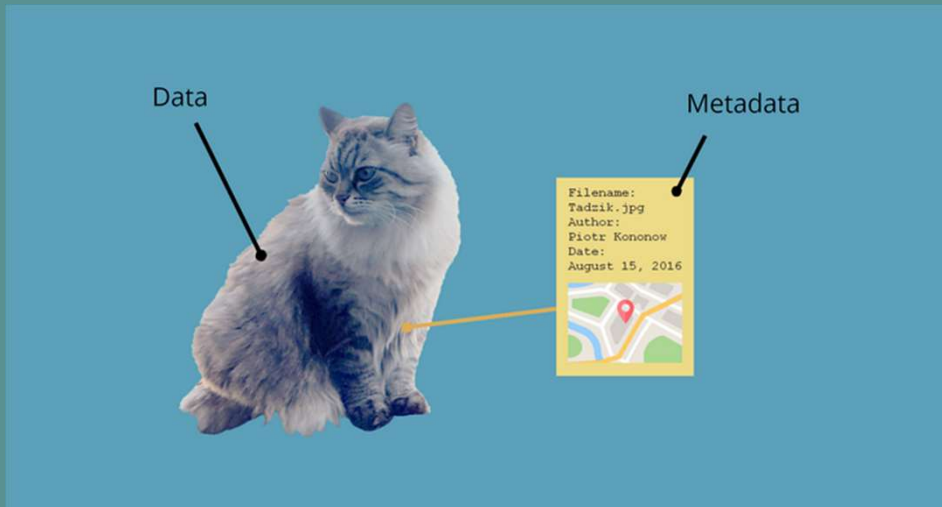 Data
Metadata
Filename:
Tadzik.jpg
Author:
Piotr Kononow
Date:
August 15, 2016